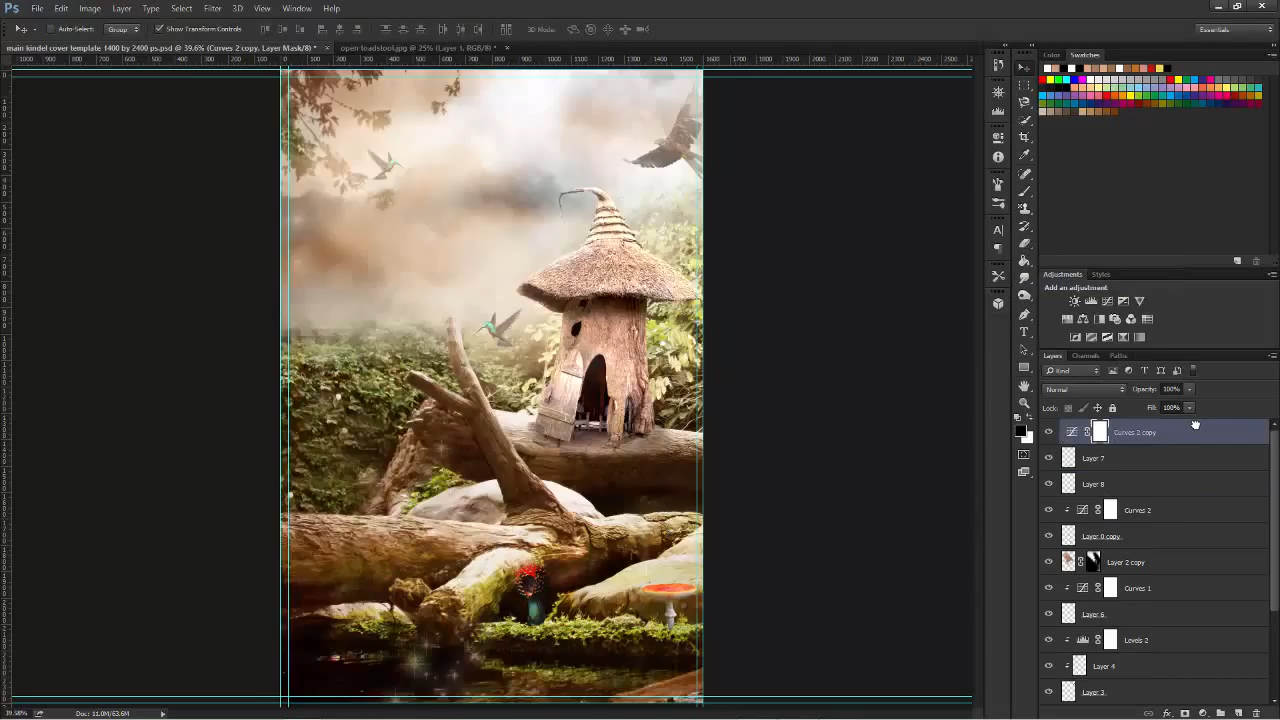 Ps File Edit Image Layer Type Select Filter 3D View Window Help
Auto-Select: Group Show Transform Controls 3D Mode: Essentials
main kindel cover template 1400 by 2400 ps.psd @ 39.6% (Curves 2 copy, Layer Mask/8) * × open toadstool.jpg @ 25% (Layer 1, RGB/8) * ×
Color Swatches
Adjustments Styles
Add an adjustment
Layers Channels Paths
Kind
Normal Opacity: 100%
Lock: Fill: 100%
Curves 2 copy
Layer 7
Layer 8
Curves 2
Layer 0 copy
Layer 2 copy
Curves 1
Layer 6
Levels 2
Layer 4
Layer 3
39.58% Doc: 11.0M/63.6M